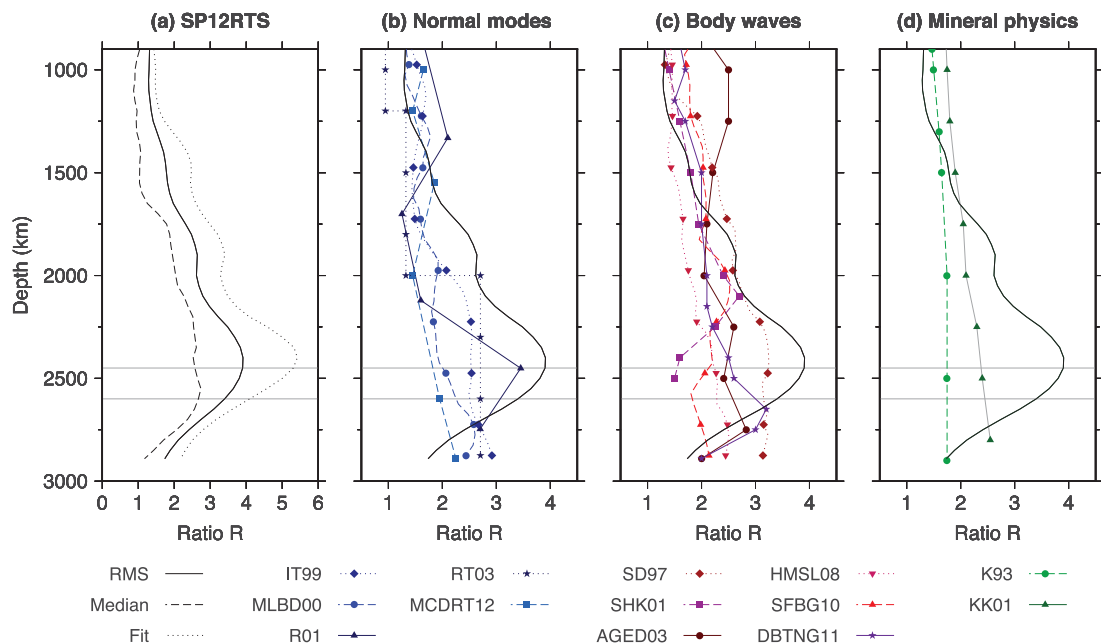 (a) SP12RTS (b) Normal modes (c) Body waves (d) Mineral physics
1000
1500
2000
2500
3000
Depth (km)
0 1 2 3 4 5 6 1 2 3 4 1 2 3 4 1 2 3 4
Ratio R Ratio R Ratio R Ratio R
RMS IT99 RT03 SD97 HMSL08 K93
Median MLBD00 MCDRT12 SHK01 SFBG10 KK01
Fit R01 AGED03 DBTNG11